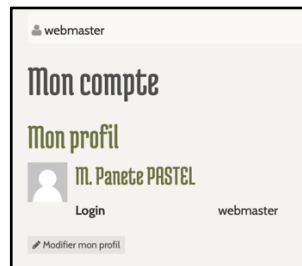 webmaster
Mon compte
Mon profil
M. Panete PASTEL
Login webmaster
Modifier mon profil